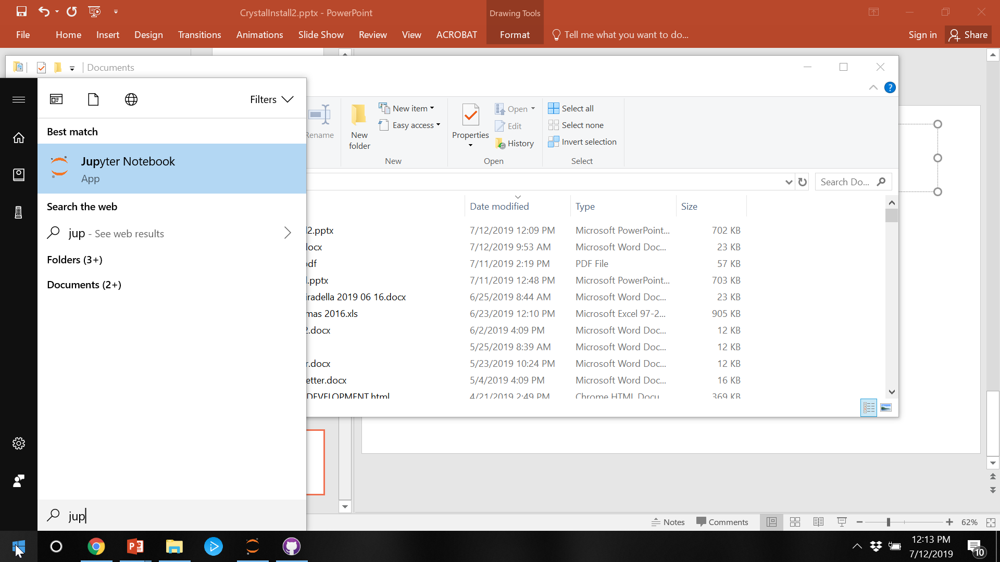 CrystalInstall2.pptx - PowerPoint
Drawing Tools
File Home Insert Design Transitions Animations Slide Show Review View ACROBAT Format Tell me what you want to do... Sign in Share
Documents
Filters
Best match
Jupyter Notebook
App
Search the web
jup - See web results
Folders (3+)
Documents (2+)
jup
Rename
New folder
New item
Easy access
New
Properties
Open
Edit
History
Open
Select all
Select none
Invert selection
Select
Search Do...
Date modified Type Size
l2.pptx 7/12/2019 12:09 PM Microsoft PowerPoint... 702 KB
docx 7/12/2019 9:53 AM Microsoft Word Doc... 23 KB
pdf 7/11/2019 2:19 PM PDF File 57 KB
l.pptx 7/11/2019 12:48 PM Microsoft PowerPoint... 703 KB
iradella 2019 06 16.docx 6/25/2019 8:44 AM Microsoft Word Doc... 23 KB
mas 2016.xls 6/23/2019 12:10 PM Microsoft Excel 97-2... 905 KB
2.docx 6/2/2019 4:09 PM Microsoft Word Doc... 12 KB
5/25/2019 8:39 AM Microsoft Word Doc... 12 KB
r.docx 5/23/2019 10:24 PM Microsoft Word Doc... 12 KB
etter.docx 5/4/2019 4:09 PM Microsoft Word Doc... 16 KB
DEVELOPMENT.html 4/21/2019 2:49 PM Chrome HTML Docu... 369 KB
Notes Comments 62%
12:13 PM
7/12/2019
10